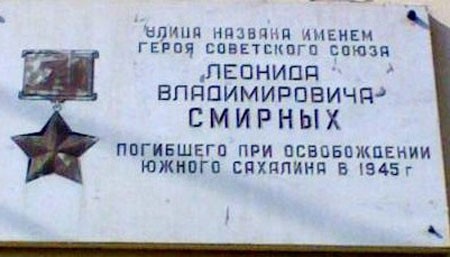 УЛИЦА НАЗВАНА ИМЕНЕМ
ГЕРОЯ СОВЕТСКОГО СОЮЗА
ЛЕОНИДА
ВЛАДИМИРОВИЧА
СМИРНЫХ
ПОГИБШЕГО ПРИ ОСВОБОЖДЕНИИ
ЮЖНОГО САХАЛИНА В 1945 г